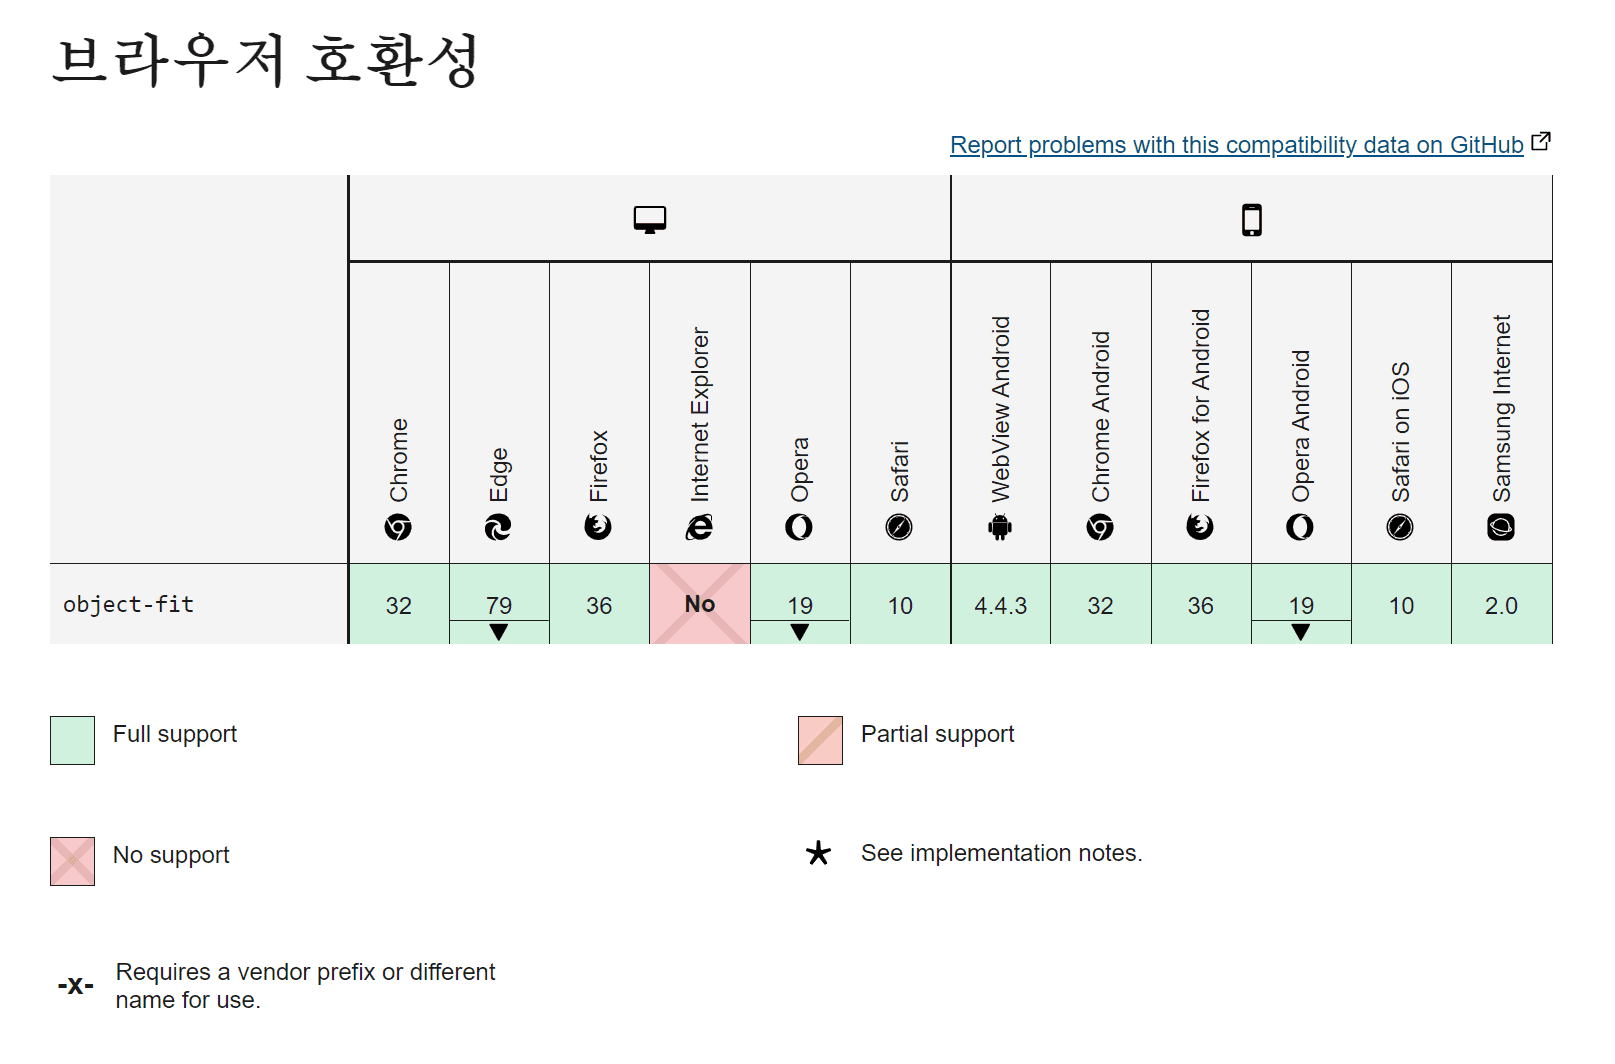 브라우저 호환성
Report problems with this compatibility data on GitHub
Chrome
Edge
Firefox
Internet Explorer
Opera
Safari
WebView Android
Chrome Android
Firefox for Android
Opera Android
Safari on iOS
Samsung Internet
object-fit 32 79 36 No 19 10 4.4.3 32 36 19 10 2.0
Full support
Partial support
No support
See implementation notes.
-x- Requires a vendor prefix or different
name for use.